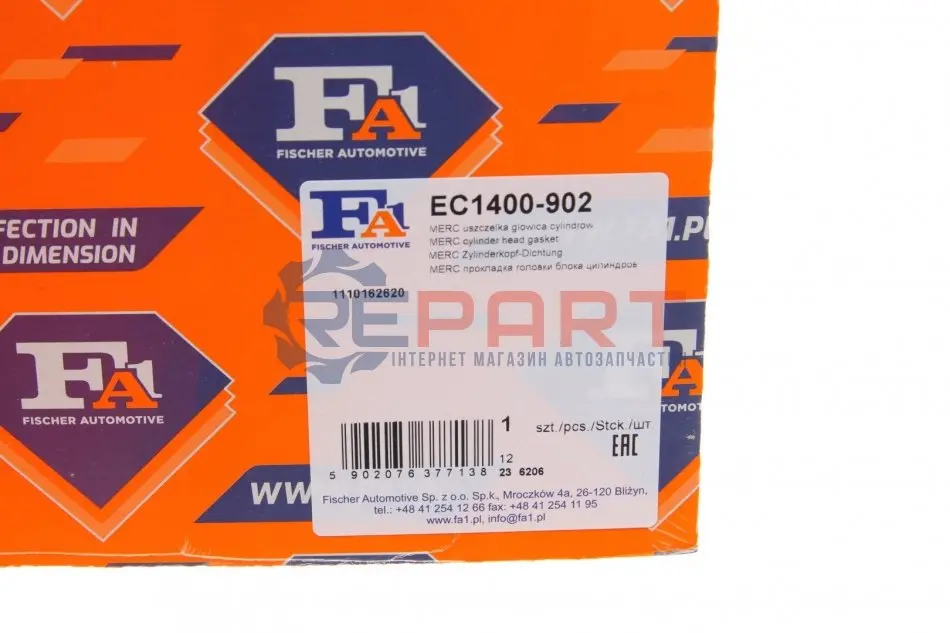 FA1
FISCHER AUTOMOTIVE
FECTION IN
DIMENSION
FA1
FISCHER AUTOMOTIVE
EC1400-902
MERC uszczelka głowica cylindrów
MERC cylinder head gasket
MERC Zylinderkopf-Dichtung
MERC прокладка головки блока цилиндров
1110162620
REPART
ІНТЕРНЕТ МАГАЗИН АВТОЗАПЧАСТИН
FA1
FISCHER AUTOMOTIVE
1 szt./pcs./Stck./шт.
EAC
12
5 902076 377138 23 6206
Fischer Automotive Sp. z o.o. Sp.k., Mroczków 4a, 26-120 Bliżyn,
tel.: +48 41 254 12 66 fax: +48 41 254 11 95
www.fa1.pl, info@fa1.pl